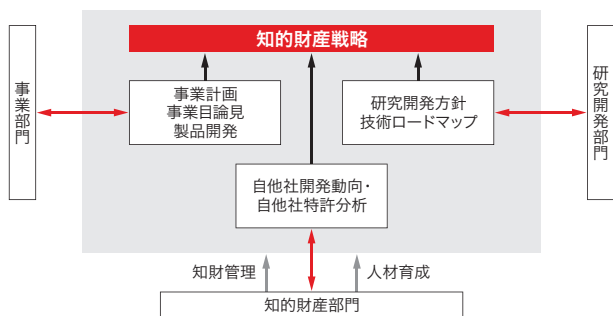 知的財産戦略
事業部門
事業計画
事業目論見
製品開発
研究開発方針
技術ロードマップ
研究開発部門
自他社開発動向・
自他社特許分析
知財管理
人材育成
知的財産部門